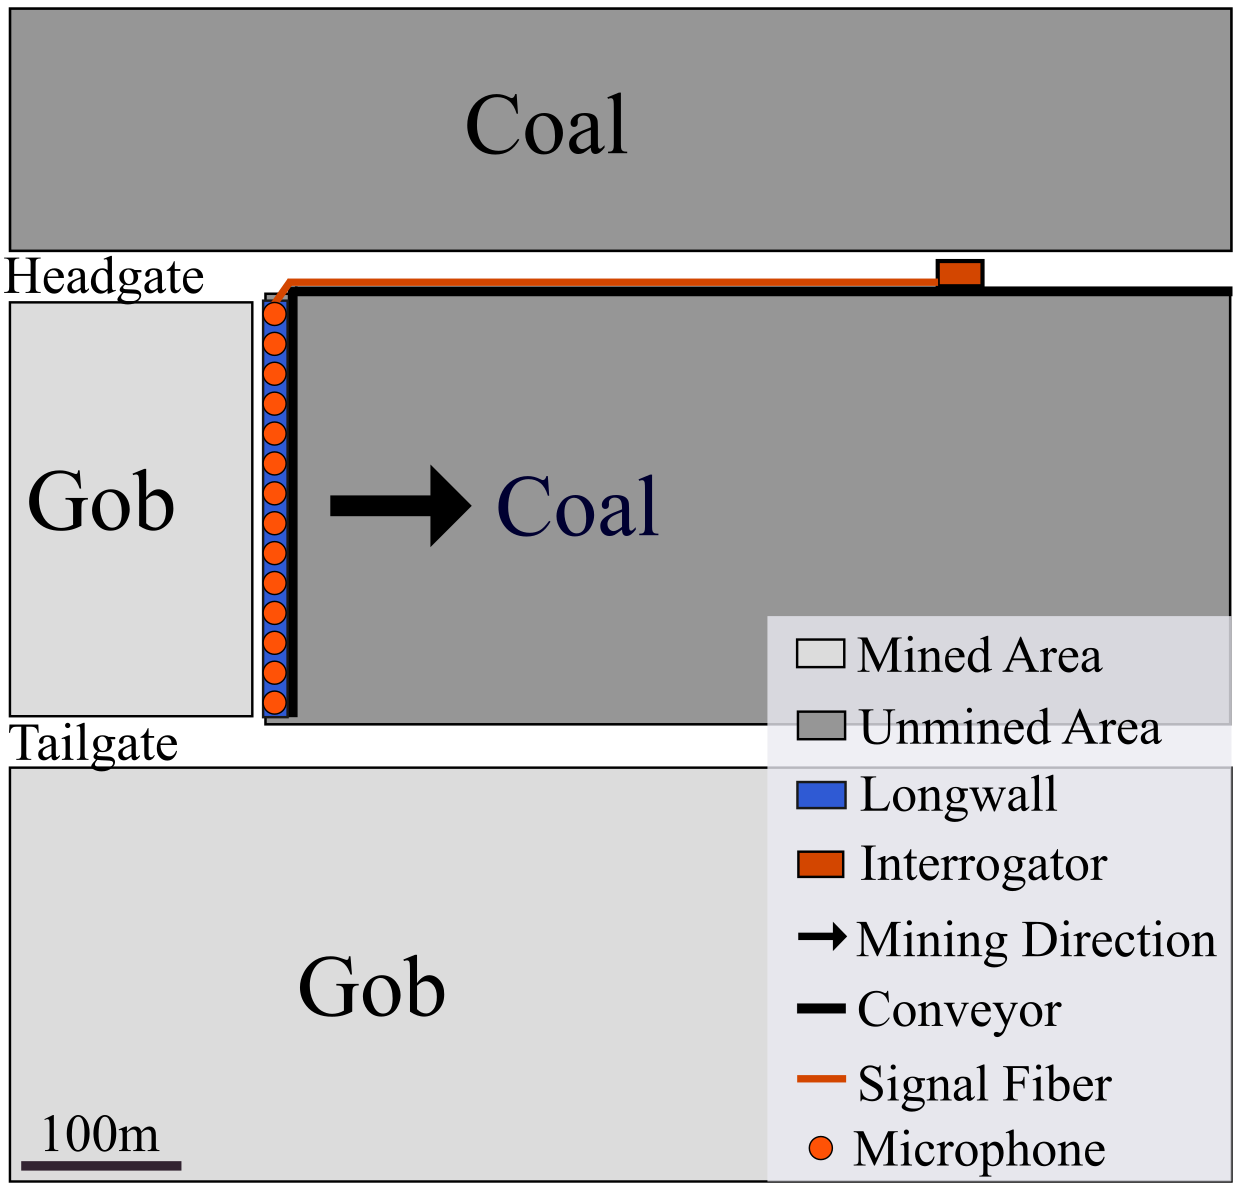 Coal
Headgate
Gob
Coal
Tailgate
Gob
100m
Mined Area
Unmined Area
Longwall
Interrogator
Mining Direction
Conveyor
Signal Fiber
Microphone